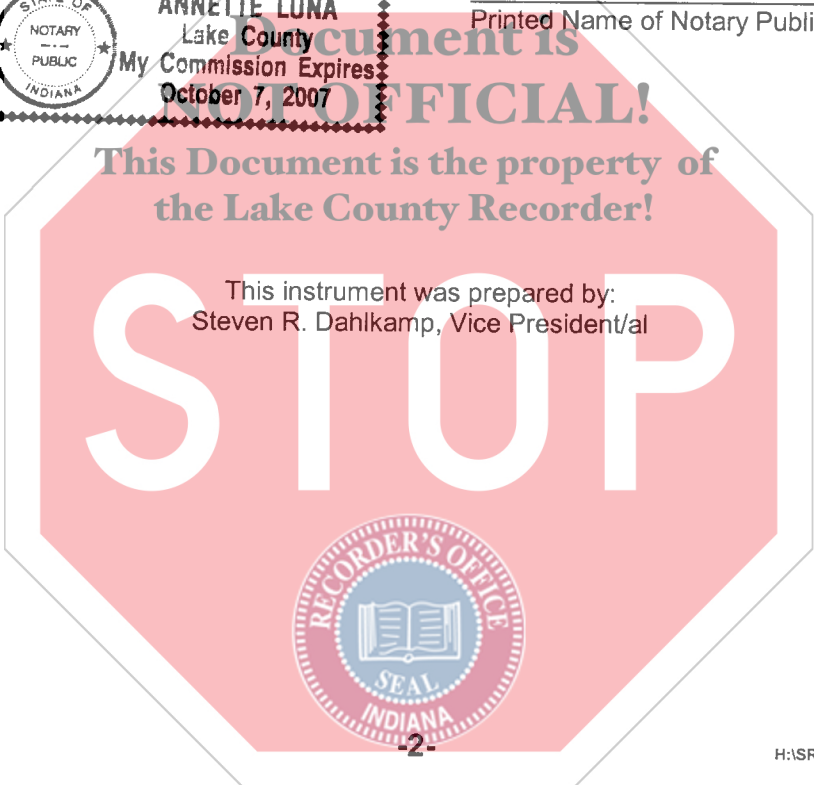 STATE OF
ANNETTE LUNA
Printed Name of Notary Publi
NOTARY
PUBLIC
INDIANA
Lake County
My Commission Expires
October 7, 2007
Document is
NOT OFFICIAL!
This Document is the property of
the Lake County Recorder!
This instrument was prepared by:
Steven R. Dahlkamp, Vice President/al
STOP
RECORDER'S OFFICE
SEAL
INDIANA
-2-
H:\SR